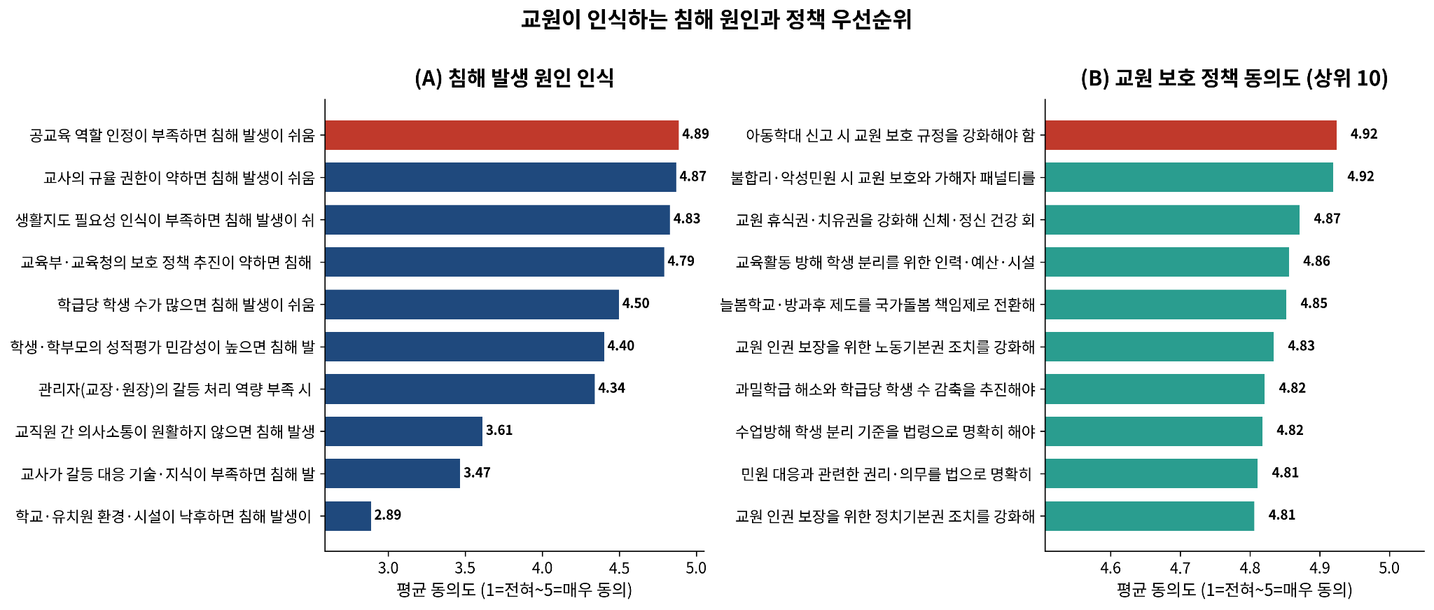 교원이 인식하는 침해 원인과 정책 우선순위
(A) 침해 발생 원인 인식
공교육 역할 인정이 부족하면 침해 발생이 쉬움 4.89
교사의 규율 권한이 약하면 침해 발생이 쉬움 4.87
생활지도 필요성 인식이 부족하면 침해 발생이 쉬 4.83
교육부·교육청의 보호 정책 추진이 약하면 침해 4.79
학급당 학생 수가 많으면 침해 발생이 쉬움 4.50
학생·학부모의 성적평가 민감성이 높으면 침해 발 4.40
관리자(교장·원장)의 갈등 처리 역량 부족 시 4.34
교직원 간 의사소통이 원활하지 않으면 침해 발생 3.61
교사가 갈등 대응 기술·지식이 부족하면 침해 발 3.47
학교·유치원 환경·시설이 낙후하면 침해 발생이 2.89
3.0 3.5 4.0 4.5 5.0
평균 동의도 (1=전혀~5=매우 동의)
(B) 교원 보호 정책 동의도 (상위 10)
아동학대 신고 시 교원 보호 규정을 강화해야 함 4.92
불합리·악성민원 시 교원 보호와 가해자 패널티를 4.92
교원 휴식권·치유권을 강화해 신체·정신 건강 회 4.87
교육활동 방해 학생 분리를 위한 인력·예산·시설 4.86
늘봄학교·방과후 제도를 국가돌봄 책임제로 전환해 4.85
교원 인권 보장을 위한 노동기본권 조치를 강화해 4.83
과밀학급 해소와 학급당 학생 수 감축을 추진해야 4.82
수업방해 학생 분리 기준을 법령으로 명확히 해야 4.82
민원 대응과 관련한 권리·의무를 법으로 명확히 4.81
교원 인권 보장을 위한 정치기본권 조치를 강화해 4.81
4.6 4.7 4.8 4.9 5.0
평균 동의도 (1=전혀~5=매우 동의)